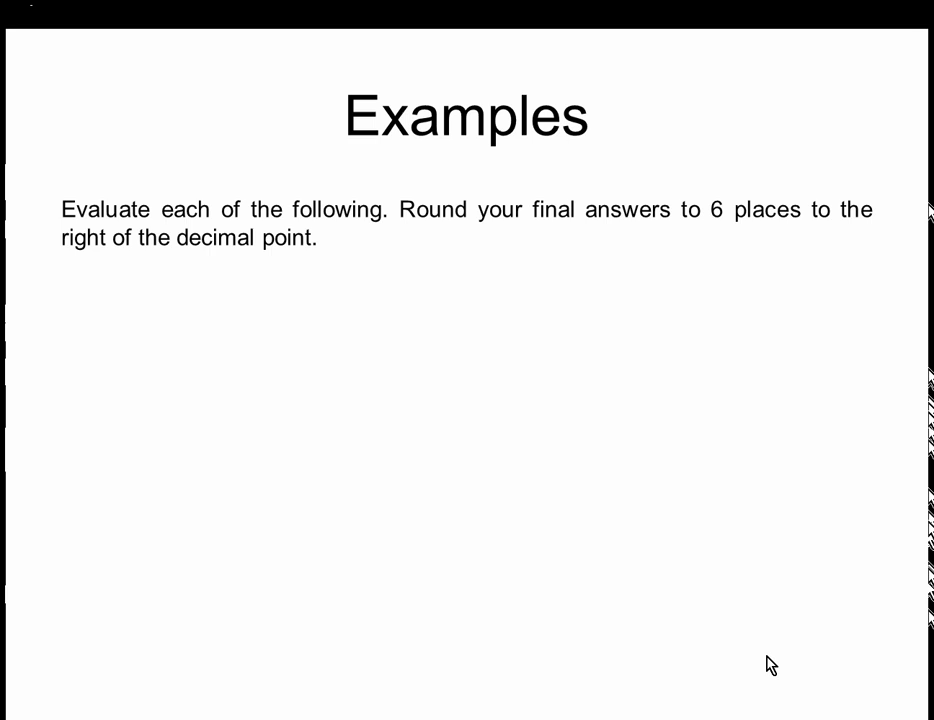 Examples
Evaluate each of the following. Round your final answers to 6 places to the
right of the decimal point.